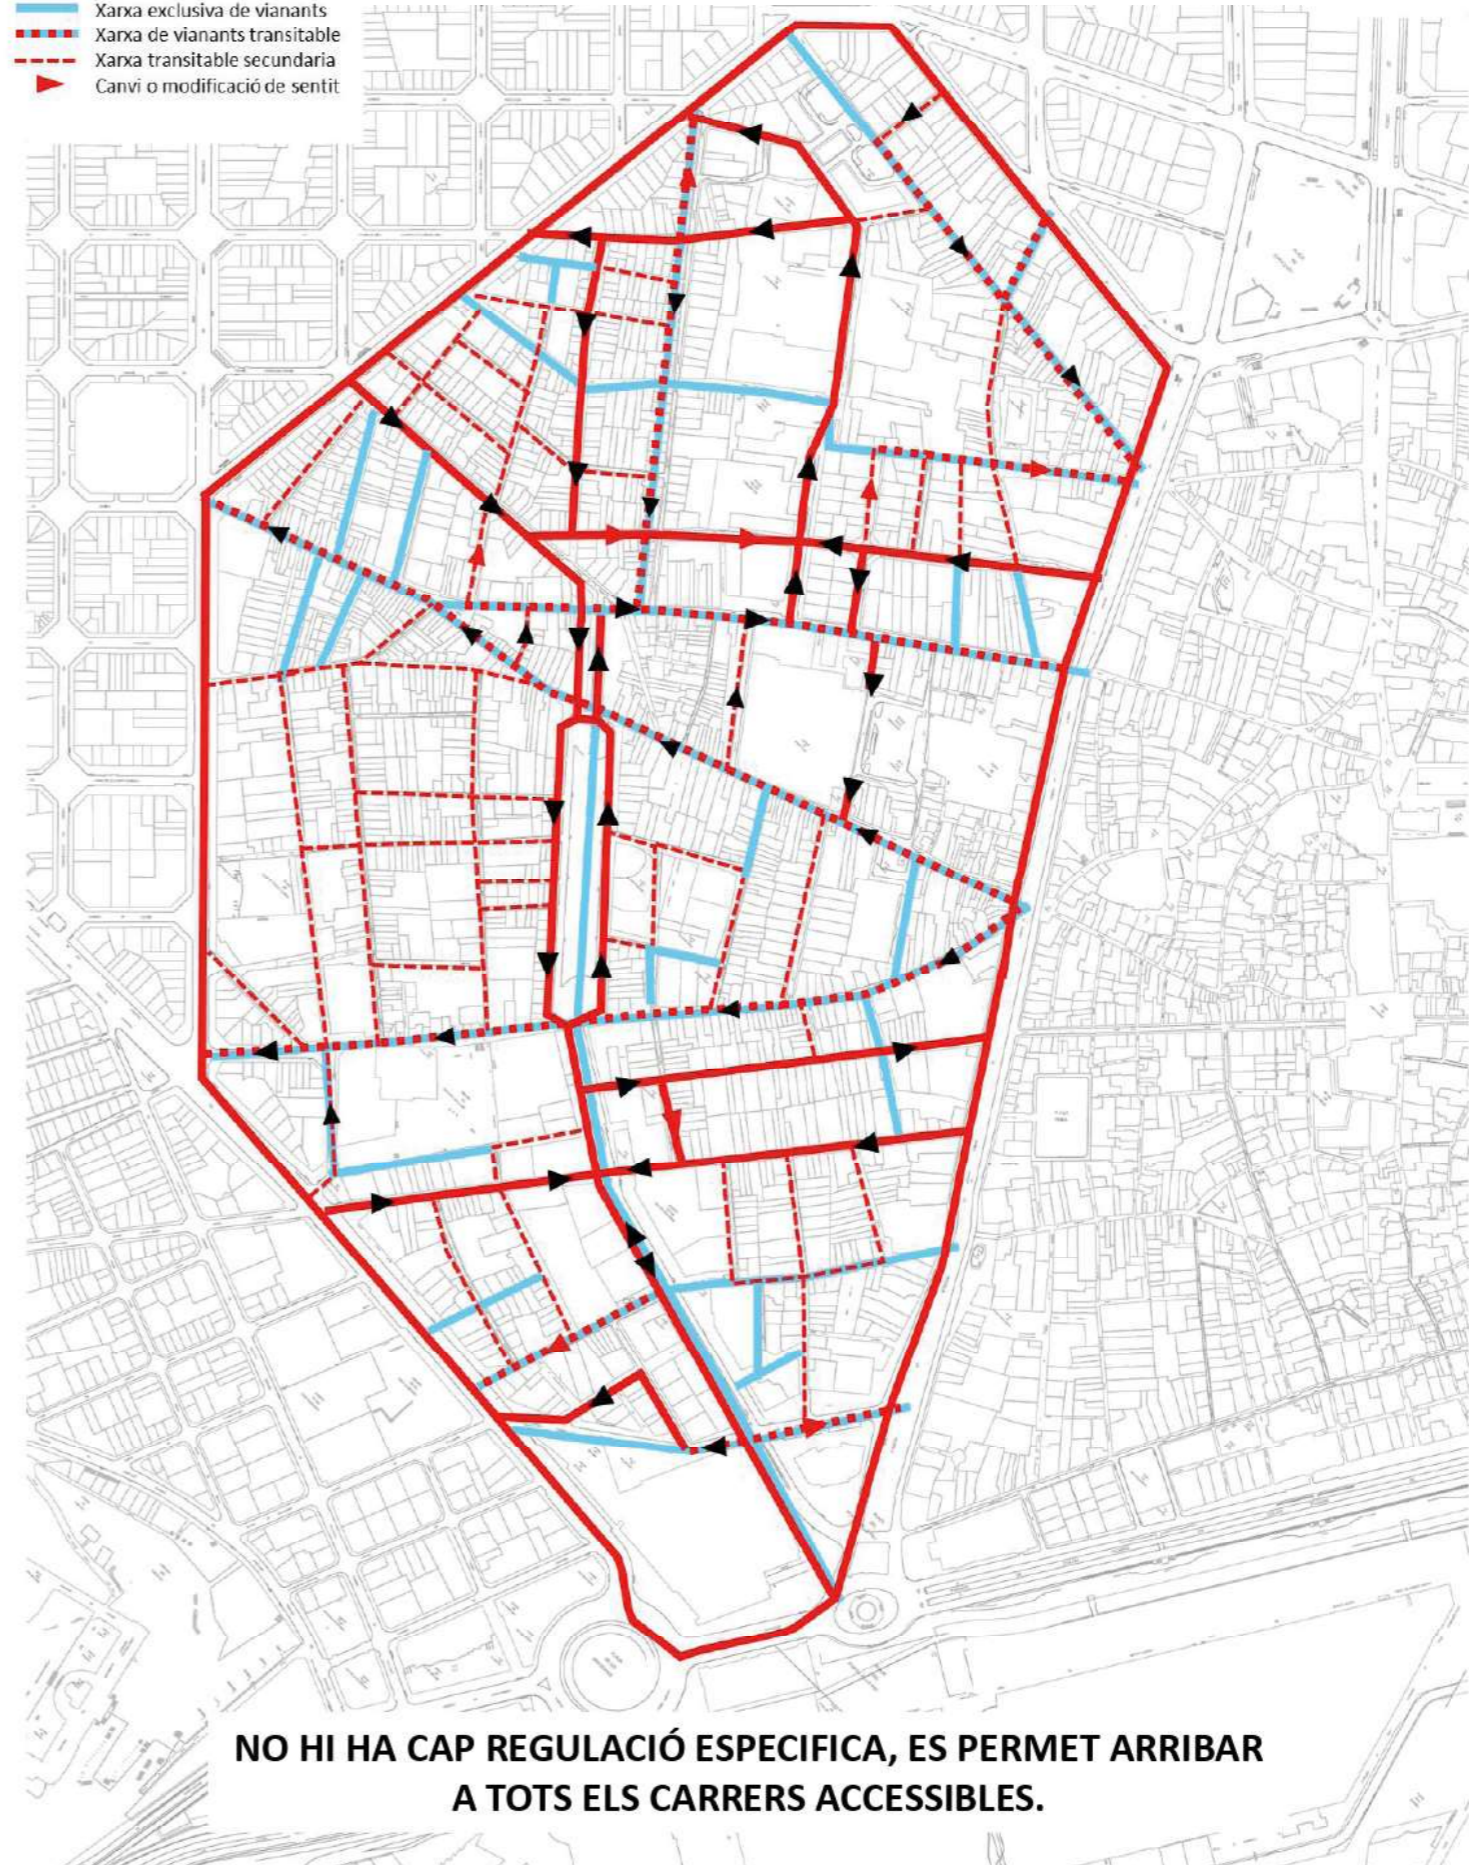 Xarxa exclusiva de vianants
Xarxa de vianants transitable
Xarxa transitable secundaria
Canvi o modificació de sentit
NO HI HA CAP REGULACIÓ ESPECIFICA, ES PERMET ARRIBAR
A TOTS ELS CARRERS ACCESSIBLES.